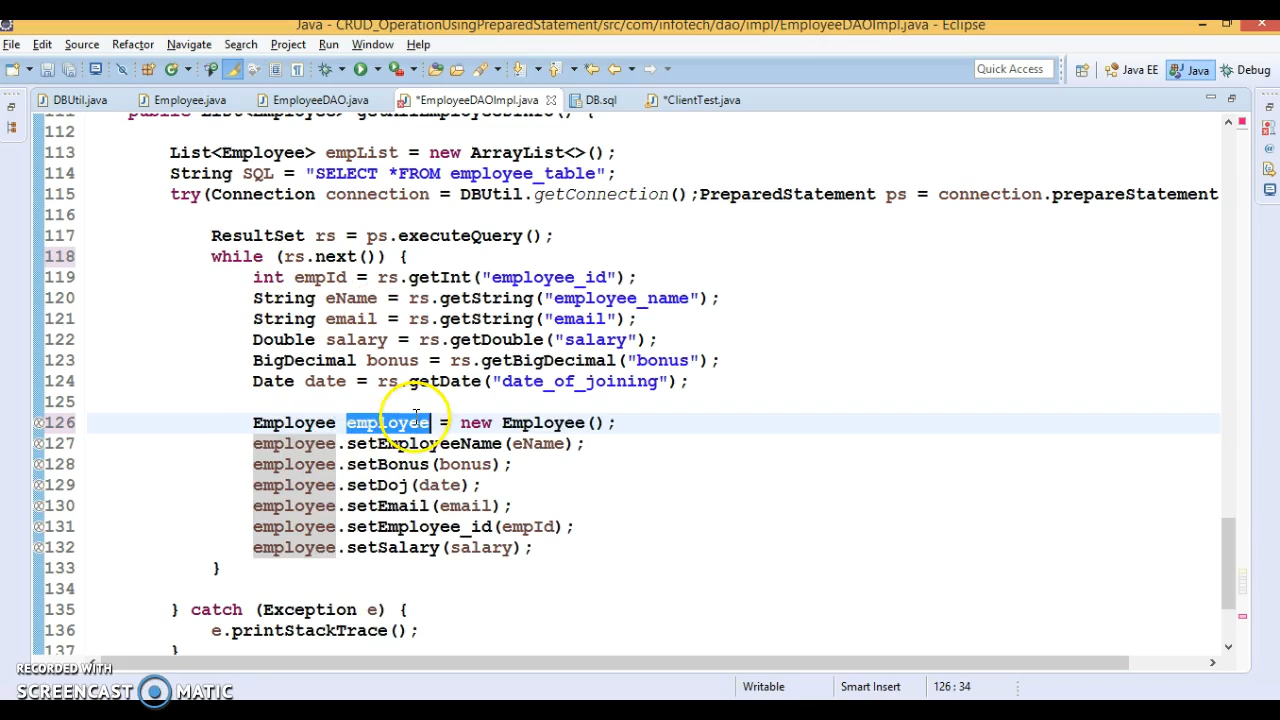 Java - CRUD_OperationUsingPreparedStatement/src/com/infotech/dao/impl/EmployeeDAOImpl.java - Eclipse
File Edit Source Refactor Navigate Search Project Run Window Help
Quick Access Java EE Java Debug
DBUtil.java Employee.java EmployeeDAO.java *EmployeeDAOImpl.java DB.sql *ClientTest.java
111 public List<Employee> getAllEmployeesInfo() {
112
113 List<Employee> empList = new ArrayList<>();
114 String SQL = "SELECT *FROM employee_table";
115 try(Connection connection = DBUtil.getConnection();PreparedStatement ps = connection.prepareStatement
116
117 ResultSet rs = ps.executeQuery();
118 while (rs.next()) {
119 int empId = rs.getInt("employee_id");
120 String eName = rs.getString("employee_name");
121 String email = rs.getString("email");
122 Double salary = rs.getDouble("salary");
123 BigDecimal bonus = rs.getBigDecimal("bonus");
124 Date date = rs.getDate("date_of_joining");
125
126 Employee employee = new Employee();
127 employee.setEmployeeName(eName);
128 employee.setBonus(bonus);
129 employee.setDoj(date);
130 employee.setEmail(email);
131 employee.setEmployee_id(empId);
132 employee.setSalary(salary);
133 }
134
135 } catch (Exception e) {
136 e.printStackTrace();
137 }
RECORDED WITH
SCREENCAST MATIC
Writable Smart Insert 126 : 34